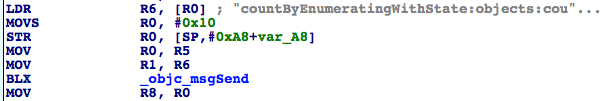 LDR R6, [R0] ; "countByEnumeratingWithState:objects:cou"...
MOVS R0, #0x10
STR R0, [SP,#0xA8+var_A8]
MOV R0, R5
MOV R1, R6
BLX _objc_msgSend
MOV R8, R0